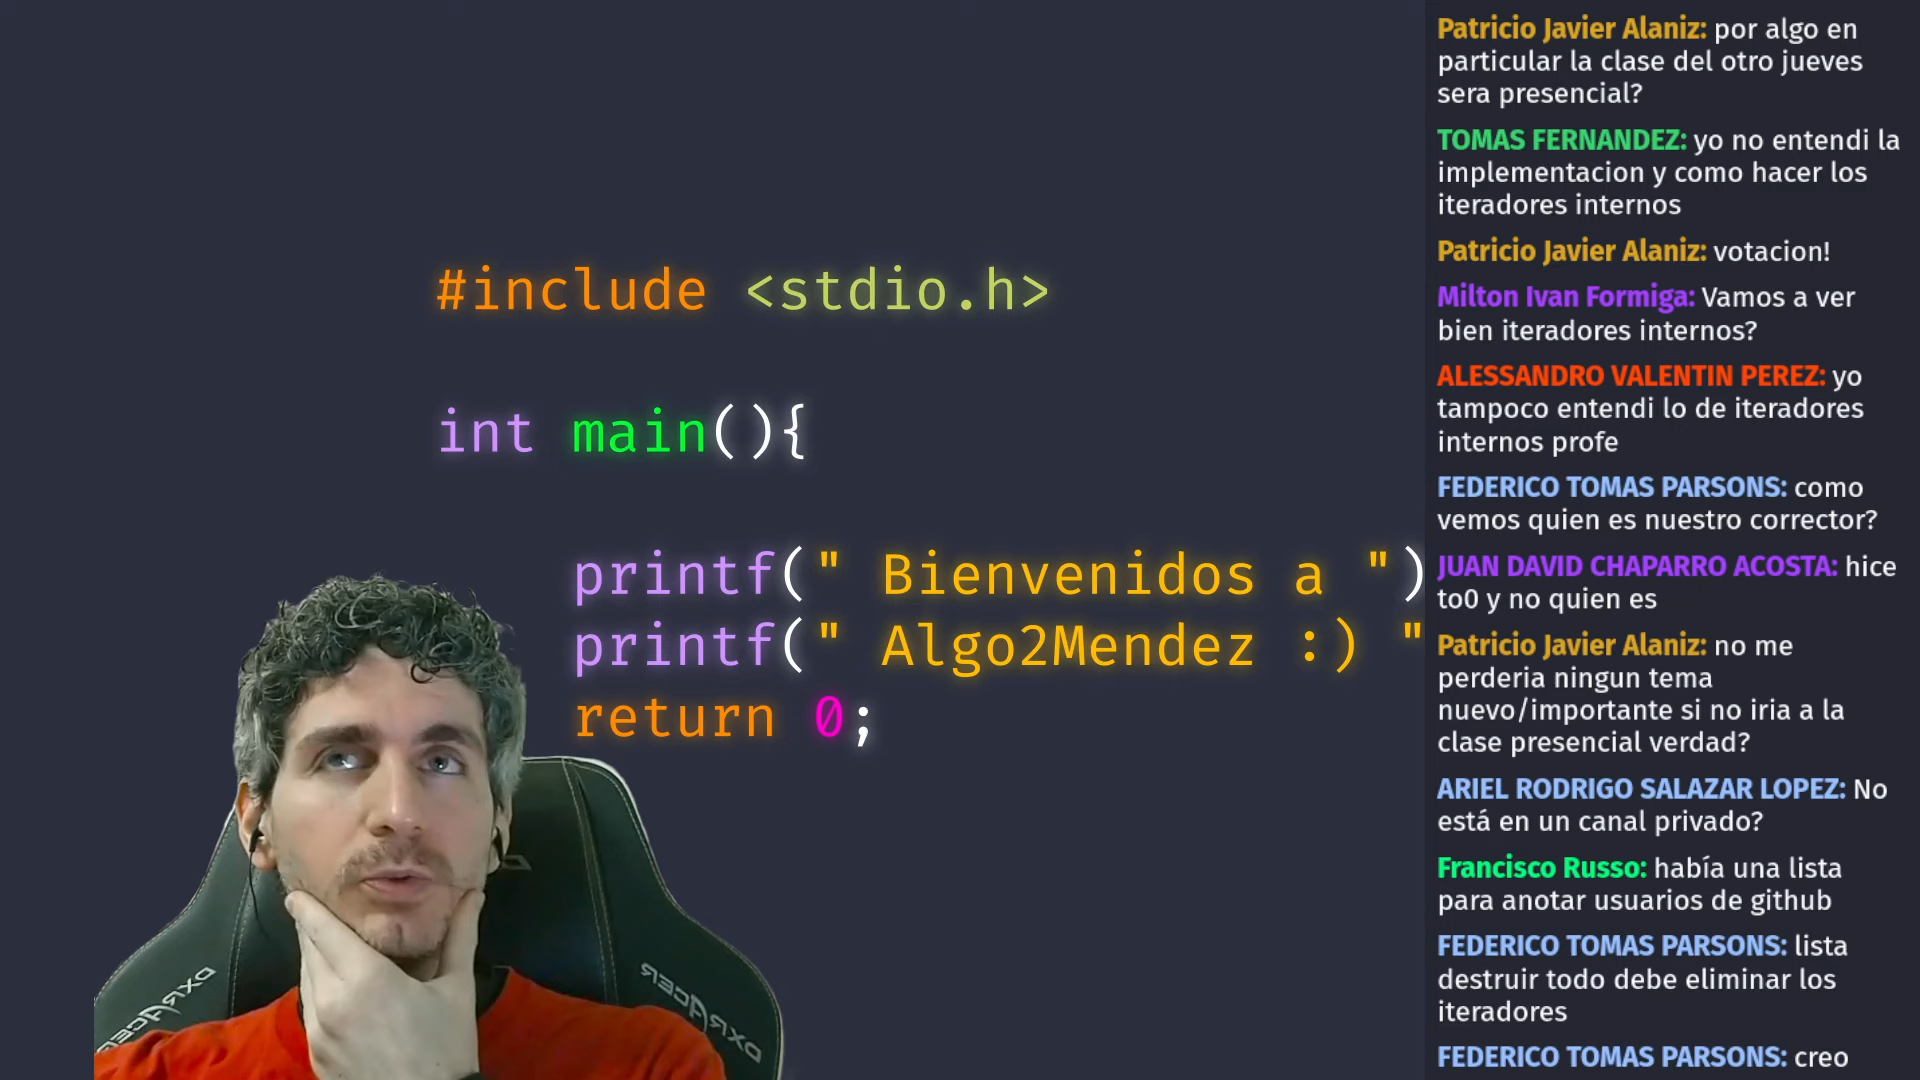 #include <stdio.h>
int main(){
printf(" Bienvenidos a ")
printf(" Algo2Mendez :) "
return 0;
DXRACER
DXRACER
Patricio Javier Alaniz: por algo en
particular la clase del otro jueves
sera presencial?
TOMAS FERNANDEZ: yo no entendi la
implementacion y como hacer los
iteradores internos
Patricio Javier Alaniz: votacion!
Milton Ivan Formiga: Vamos a ver
bien iteradores internos?
ALESSANDRO VALENTIN PEREZ: yo
tampoco entendi lo de iteradores
internos profe
FEDERICO TOMAS PARSONS: como
vemos quien es nuestro corrector?
JUAN DAVID CHAPARRO ACOSTA: hice
to0 y no quien es
Patricio Javier Alaniz: no me
perderia ningun tema
nuevo/importante si no iria a la
clase presencial verdad?
ARIEL RODRIGO SALAZAR LOPEZ: No
está en un canal privado?
Francisco Russo: había una lista
para anotar usuarios de github
FEDERICO TOMAS PARSONS: lista
destruir todo debe eliminar los
iteradores
FEDERICO TOMAS PARSONS: creo